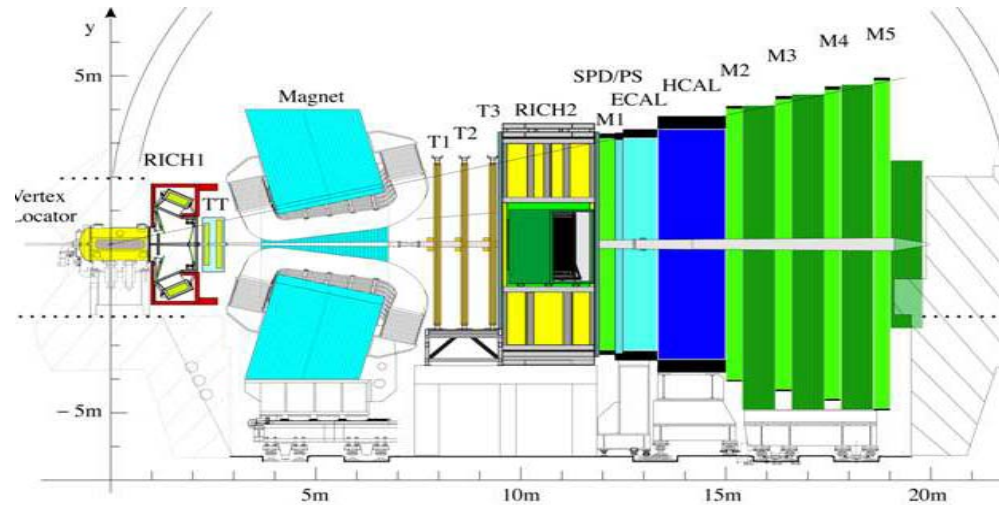 y
5m
Magnet
RICH1
Vertex
Locator
TT
T1
T2
T3
RICH2
SPD/PS
M1
ECAL
HCAL
M2
M3
M4
M5
− 5m
5m
10m
15m
20m